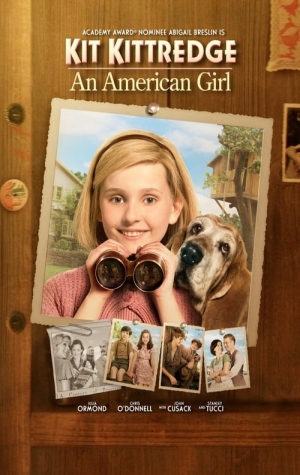 ACADEMY AWARD® NOMINEE ABIGAIL BRESLIN IS
KIT KITTREDGE
An American Girl
JULIA ORMOND
CHRIS O'DONNELL
WITH JOAN CUSACK
AND STANLEY TUCCI